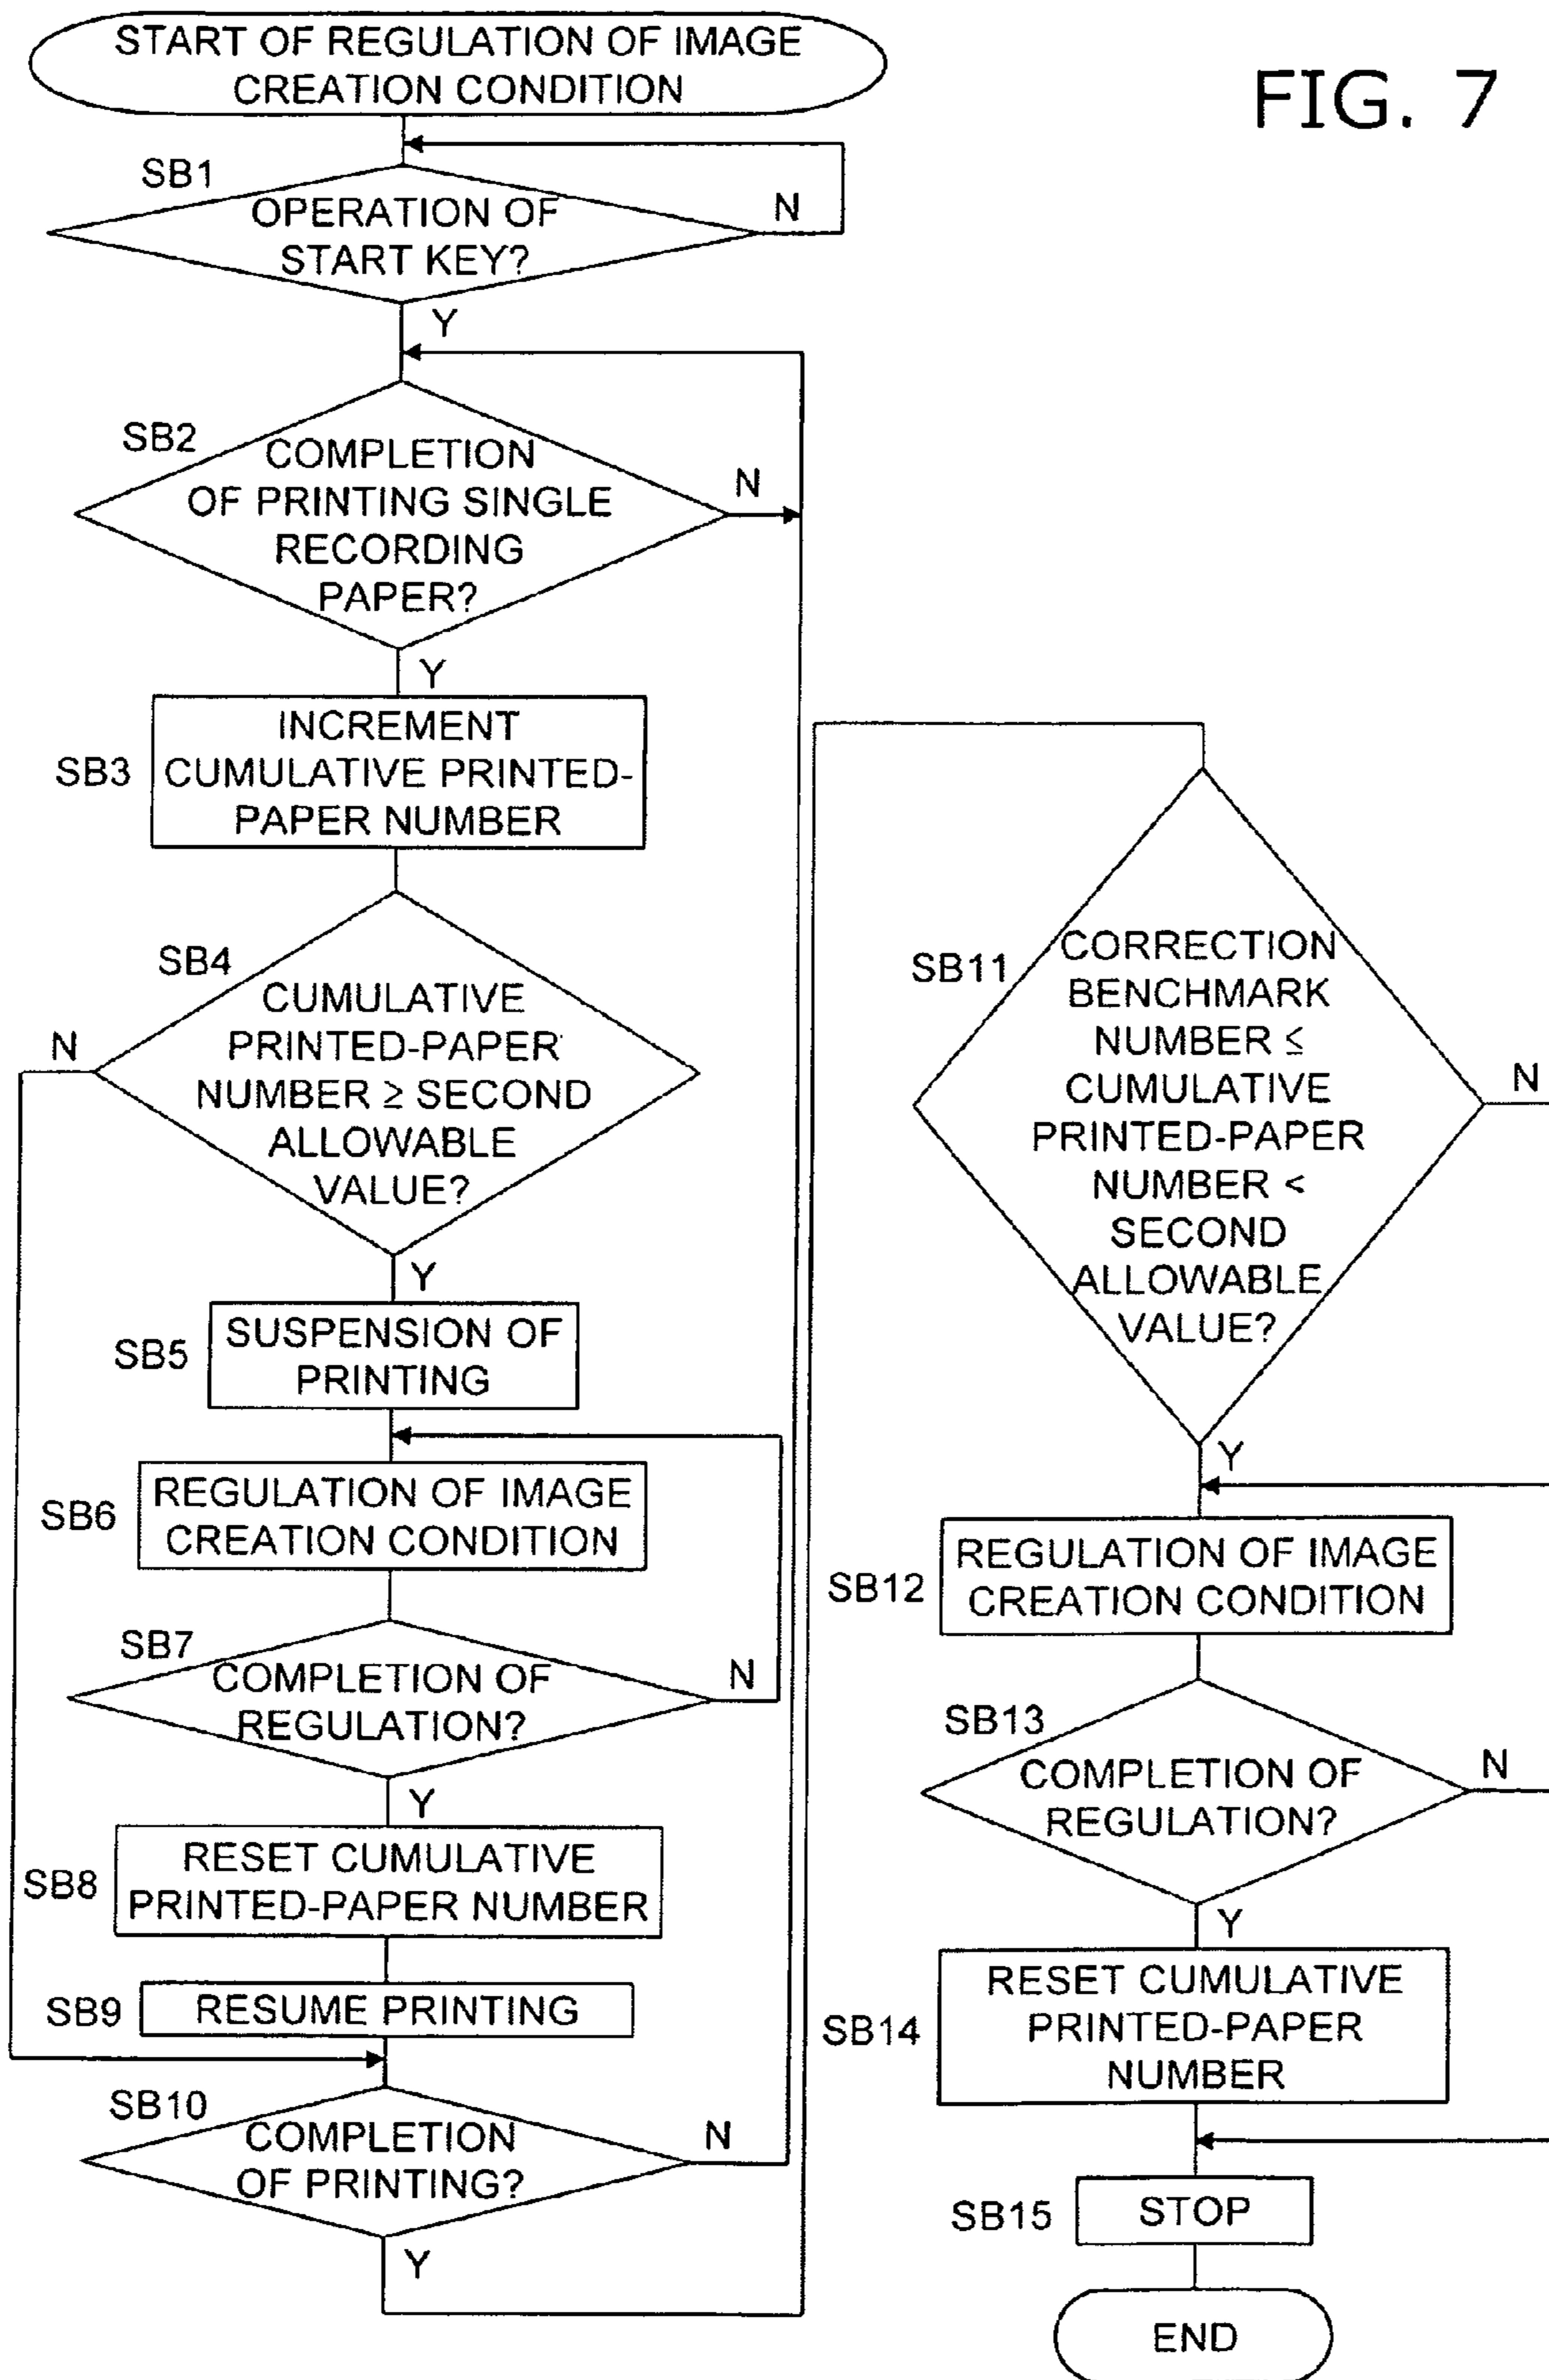 START OF REGULATION OF IMAGE
CREATION CONDITION
FIG. 7
SB1
OPERATION OF
START KEY?
N
Y
SB2
COMPLETION
OF PRINTING SINGLE
RECORDING
PAPER?
N
Y
SB3
INCREMENT
CUMULATIVE PRINTED-
PAPER NUMBER
SB4
CUMULATIVE
PRINTED-PAPER
NUMBER ≥ SECOND
ALLOWABLE
VALUE?
N
Y
SB5
SUSPENSION OF
PRINTING
SB6
REGULATION OF IMAGE
CREATION CONDITION
SB7
COMPLETION OF
REGULATION?
N
Y
SB8
RESET CUMULATIVE
PRINTED-PAPER NUMBER
SB9
RESUME PRINTING
SB10
COMPLETION
OF PRINTING?
N
Y
SB11
CORRECTION
BENCHMARK
NUMBER ≤
CUMULATIVE
PRINTED-PAPER
NUMBER <
SECOND
ALLOWABLE
VALUE?
N
Y
SB12
REGULATION OF IMAGE
CREATION CONDITION
SB13
COMPLETION OF
REGULATION?
N
Y
SB14
RESET CUMULATIVE
PRINTED-PAPER
NUMBER
SB15
STOP
END